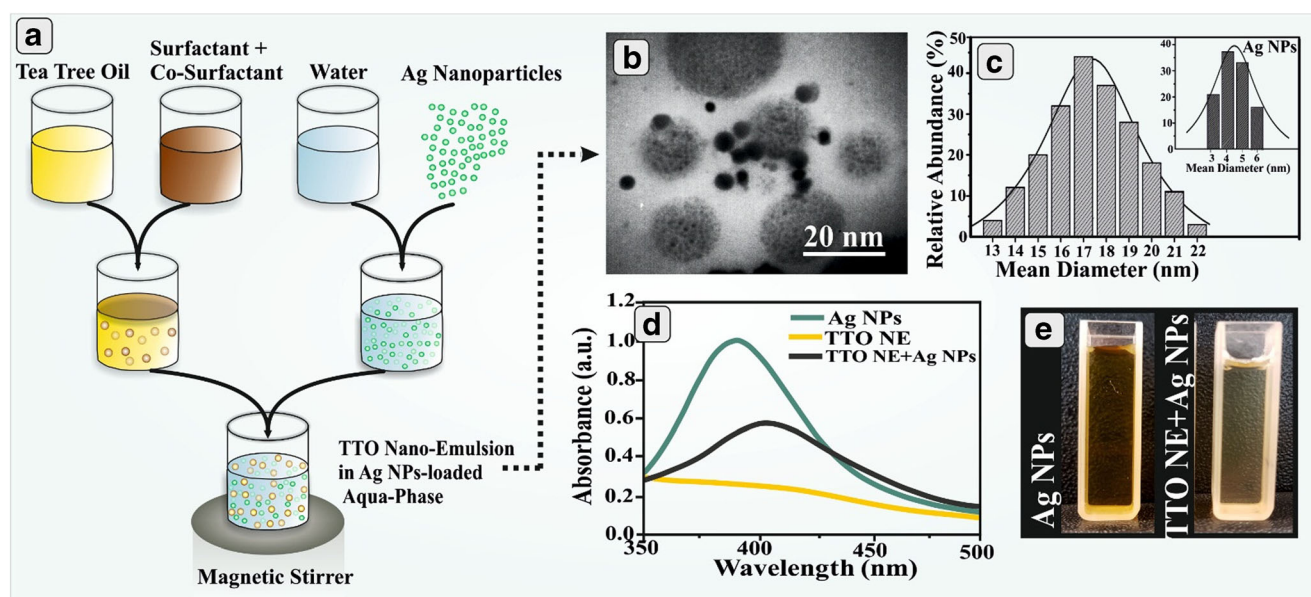 a
Tea Tree Oil
Surfactant +
Co-Surfactant
Water
Ag Nanoparticles
TTO Nano-Emulsion
in Ag NPs-loaded
Aqua-Phase
Magnetic Stirrer
b
20 nm
c
Relative Abundance (%)
50
40
30
20
10
0
13 14 15 16 17 18 19 20 21 22
Mean Diameter (nm)
Ag NPs
40
30
20
10
0
3 4 5 6
Mean Diameter (nm)
d
Absorbance (a.u.)
1.2
1.0
0.8
0.6
0.4
0.2
0.0
350 400 450 500
Wavelength (nm)
Ag NPs
TTO NE
TTO NE+Ag NPs
e
Ag NPs
TTO NE+Ag NPs